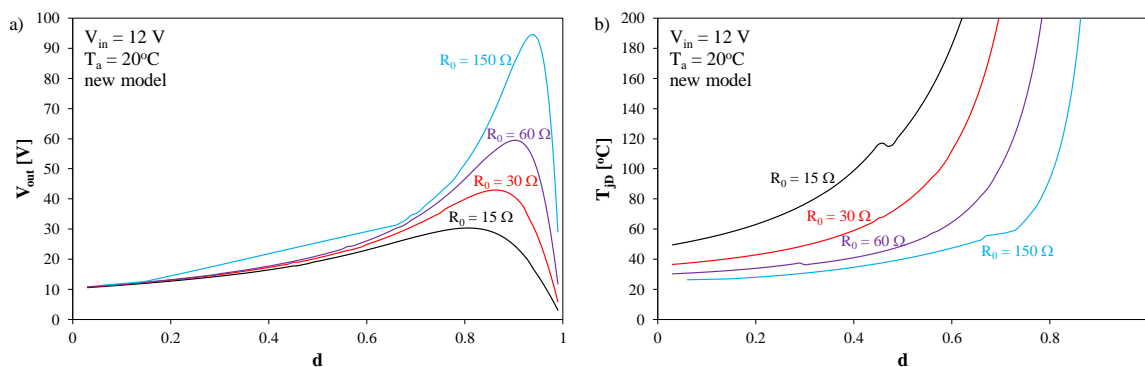 a)
V_out [V]
100
90
80
70
60
50
40
30
20
10
0
V_in = 12 V
T_a = 20°C
new model
R_0 = 150 Ω
R_0 = 60 Ω
R_0 = 30 Ω
R_0 = 15 Ω
0 0.2 0.4 0.6 0.8 1
d
b)
T_jD [°C]
200
180
160
140
120
100
80
60
40
20
0
V_in = 12 V
T_a = 20°C
new model
R_0 = 15 Ω
R_0 = 30 Ω
R_0 = 60 Ω
R_0 = 150 Ω
0 0.2 0.4 0.6 0.8
d